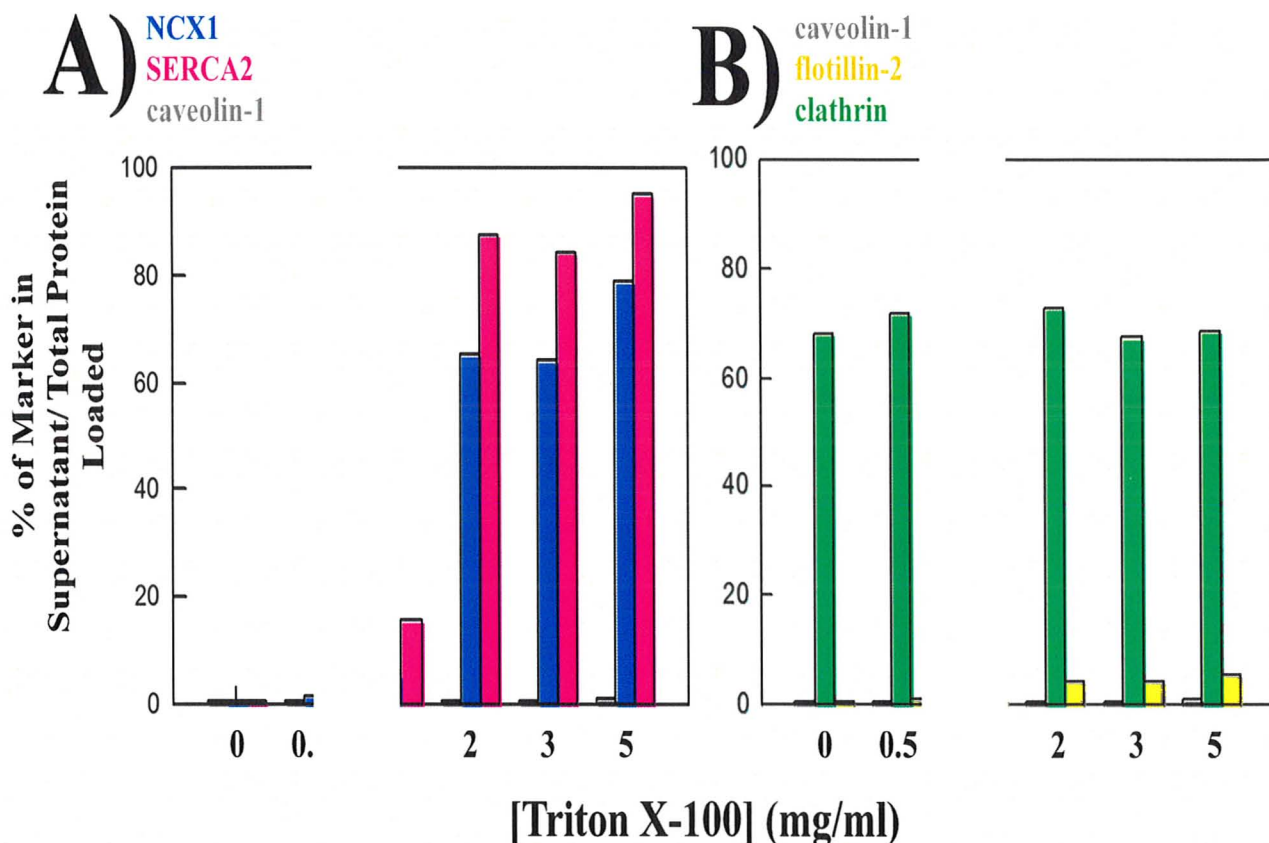 A)
NCX1
SERCA2
caveolin-1
B)
caveolin-1
flotillin-2
clathrin
% of Marker in
Supernatant/ Total Protein
Loaded
100
80
60
40
20
0
0 0. 2 3 5
100
80
60
40
20
0
0 0.5 2 3 5
[Triton X-100] (mg/ml)